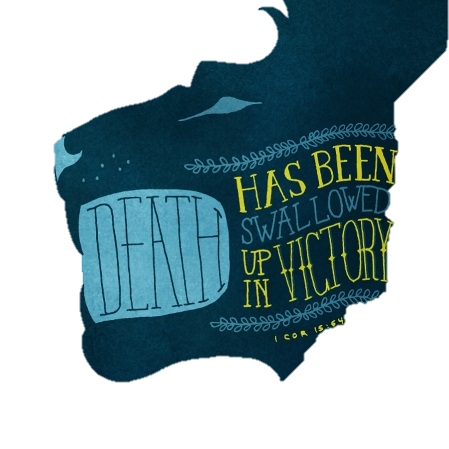 DEATH
HAS BEEN
SWALLOWED
UP IN VICTORY
1 COR 15:54